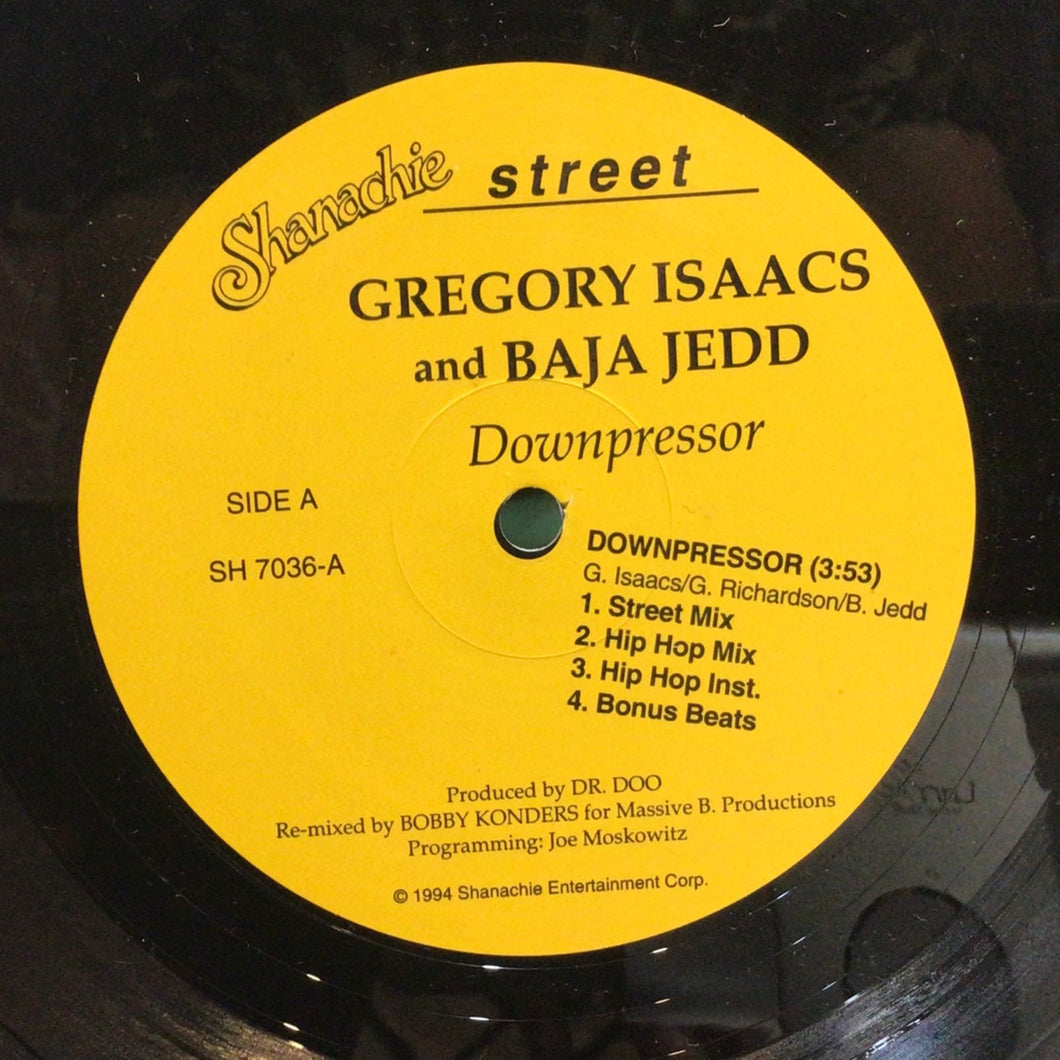 Shanachie street
GREGORY ISAACS
and BAJA JEDD
Downpressor
SIDE A
SH 7036-A
DOWNPRESSOR (3:53)
G. Isaacs/G. Richardson/B. Jedd
1. Street Mix
2. Hip Hop Mix
3. Hip Hop Inst.
4. Bonus Beats
Produced by DR. DOO
Re-mixed by BOBBY KONDERS for Massive B. Productions
Programming: Joe Moskowitz
© 1994 Shanachie Entertainment Corp.